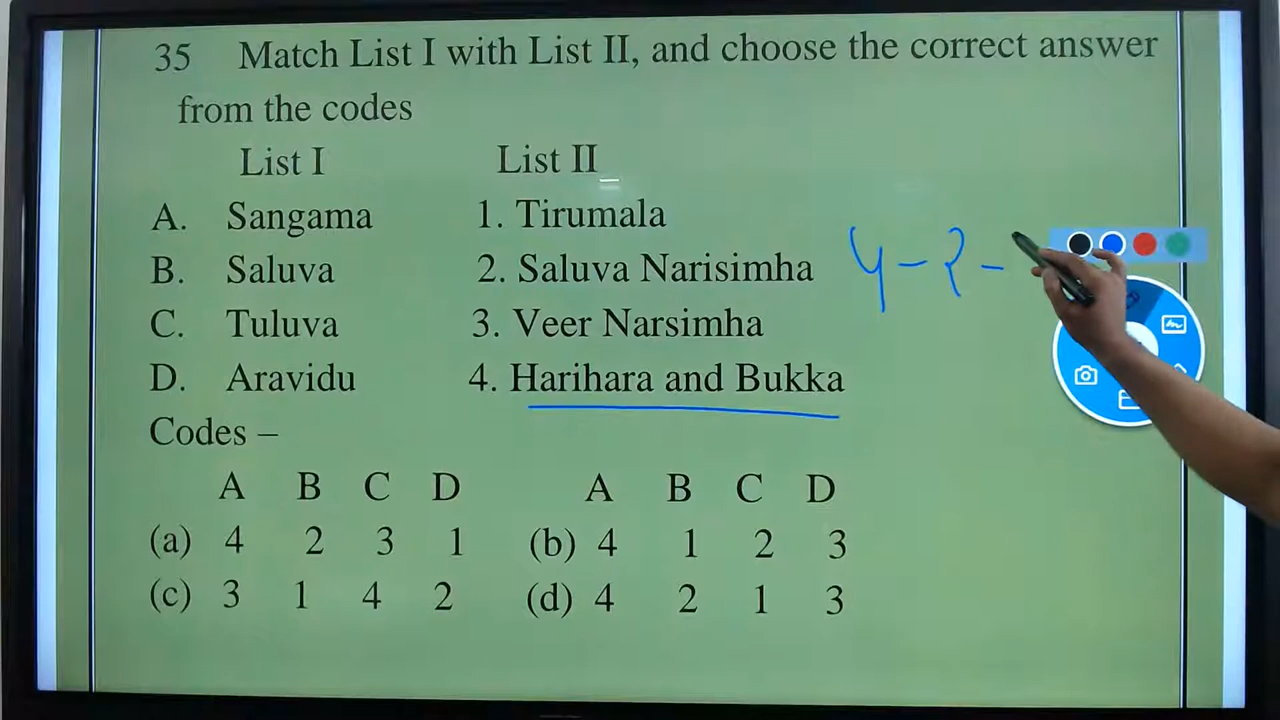 35 Match List I with List II, and choose the correct answer
from the codes
List I List II
A. Sangama 1. Tirumala
B. Saluva 2. Saluva Narisimha 4 - 2 -
C. Tuluva 3. Veer Narsimha
D. Aravidu 4. Harihara and Bukka
Codes –
A B C D A B C D
(a) 4 2 3 1 (b) 4 1 2 3
(c) 3 1 4 2 (d) 4 2 1 3